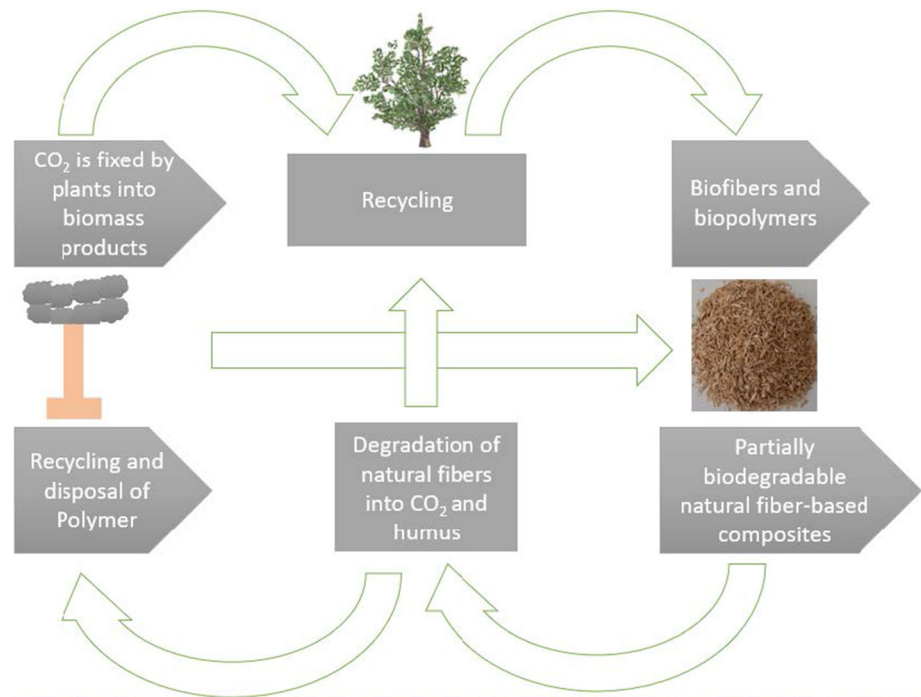 CO₂ is fixed by
plants into
biomass
products
Recycling
Biofibers and
biopolymers
Recycling and
disposal of
Polymer
Degradation of
natural fibers
into CO₂ and
humus
Partially
biodegradable
natural fiber-based
composites